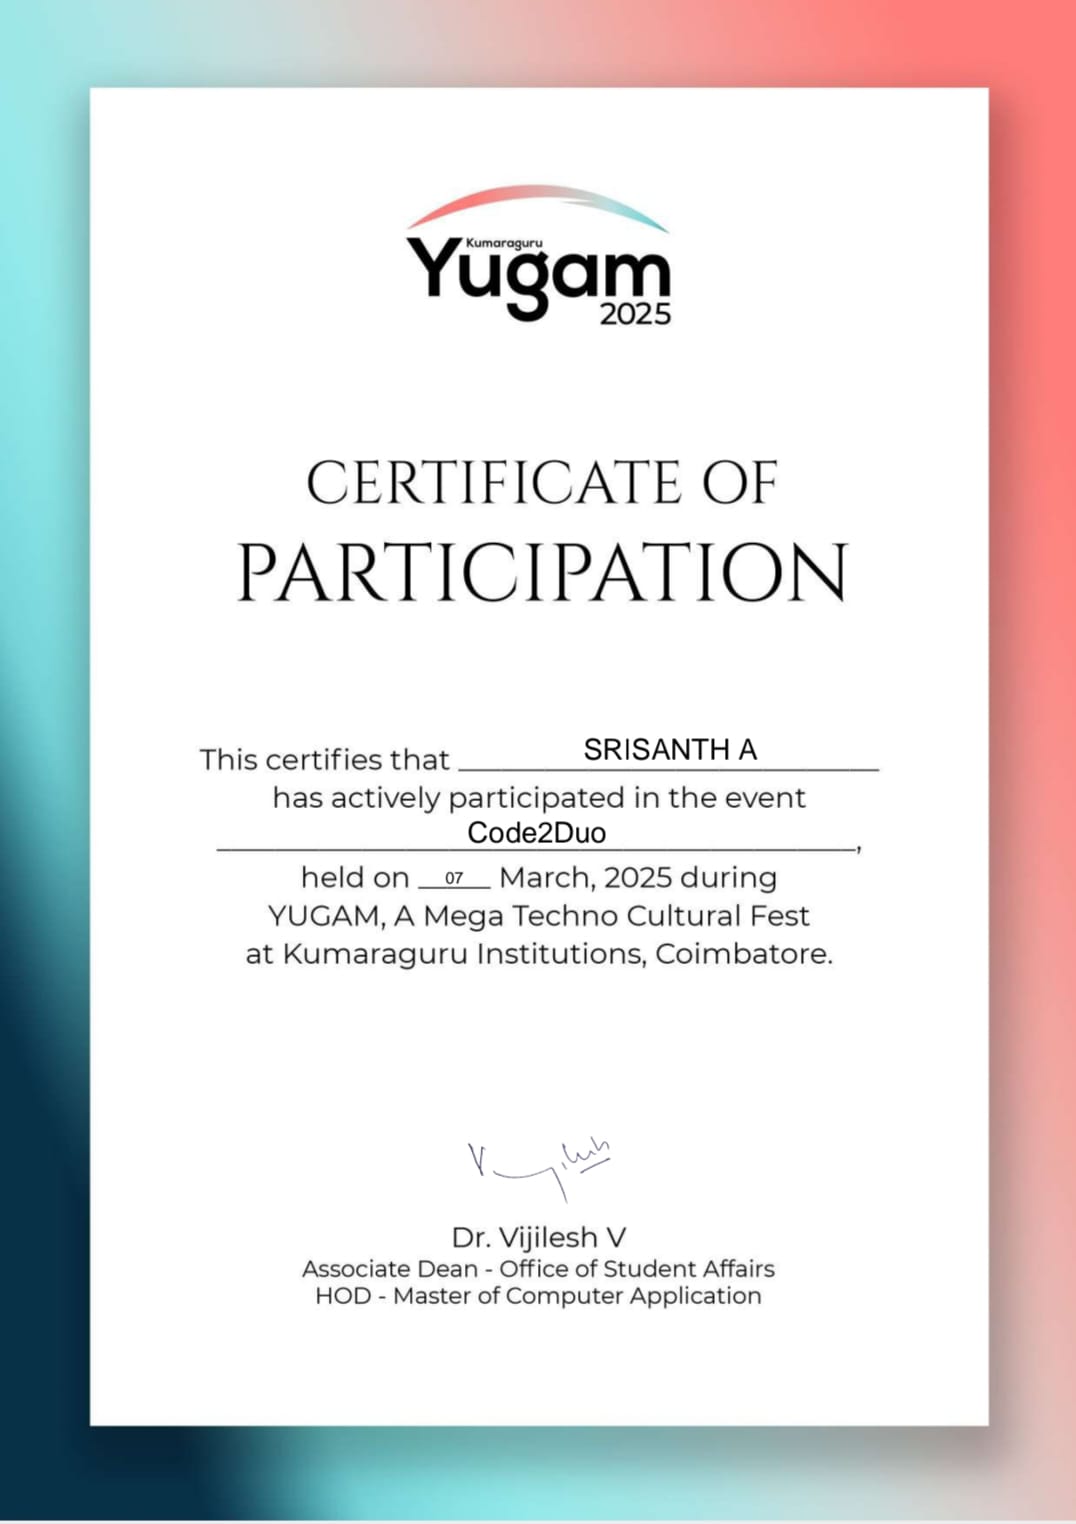 Kumaraguru
Yugam
2025
CERTIFICATE OF
PARTICIPATION
This certifies that SRISANTH A
has actively participated in the event
Code2Duo,
held on 07 March, 2025 during
YUGAM, A Mega Techno Cultural Fest
at Kumaraguru Institutions, Coimbatore.
Dr. Vijilesh V
Associate Dean - Office of Student Affairs
HOD - Master of Computer Application